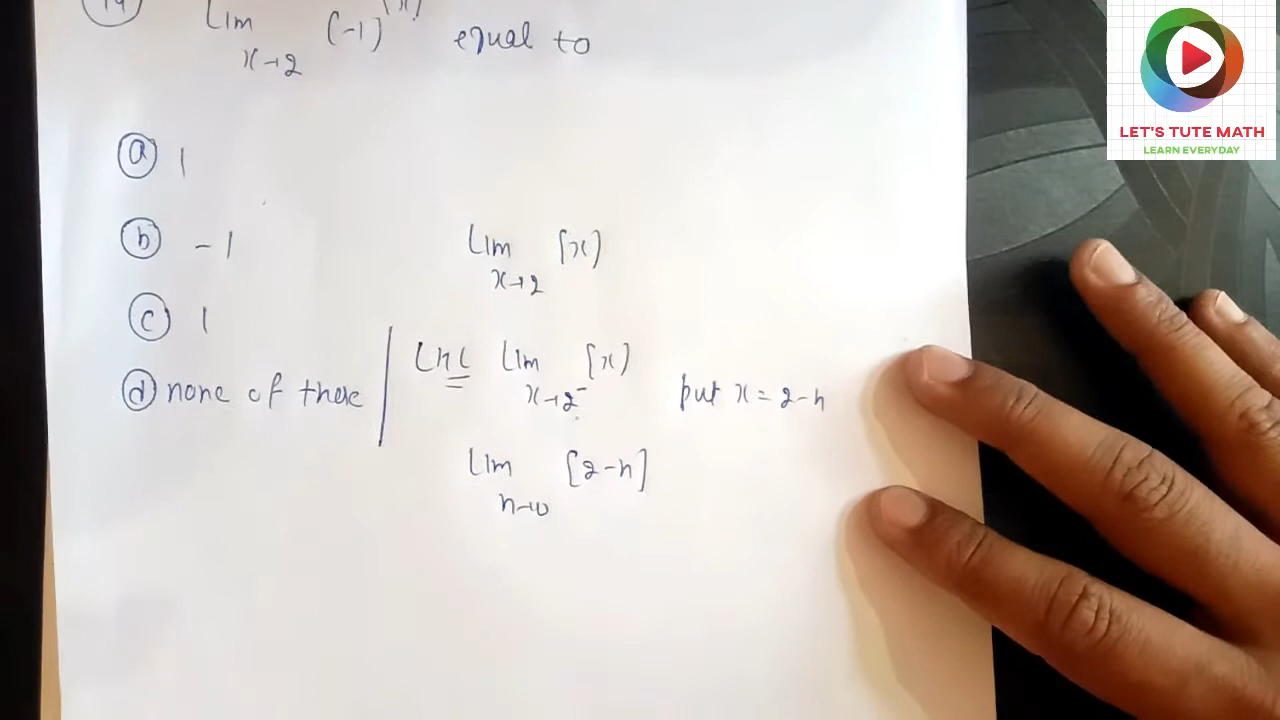 Lim (-1) equal to
x→2
(a) 1
(b) -1
Lim [x)
x→2
(c) 1
LHL Lim [x)
x→2⁻
(d) none of these
put x = 2-h
Lim [2-h]
h→0
LET'S TUTE MATH
LEARN EVERYDAY